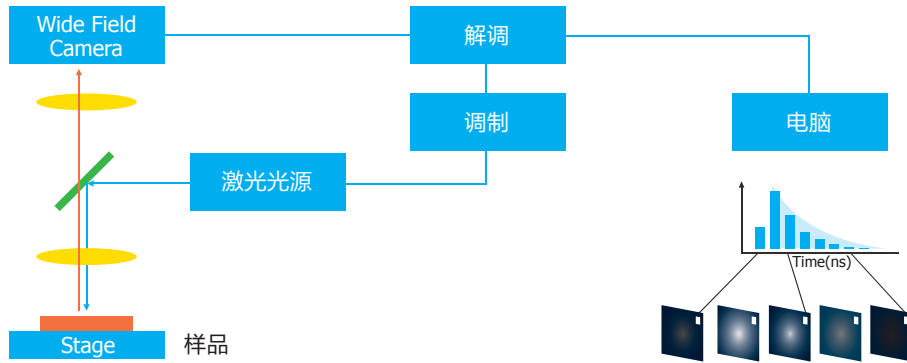 Wide Field
Camera
解调
调制
电脑
激光光源
Time(ns)
Stage
样品